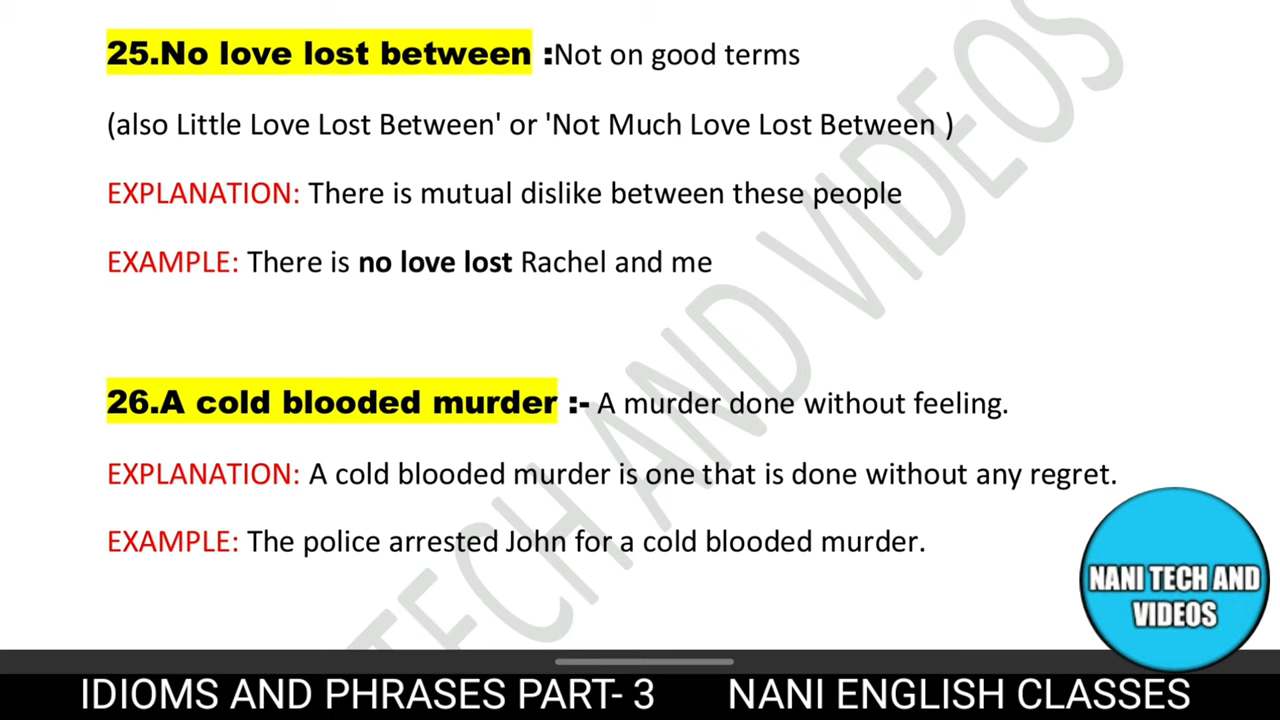 25.No love lost between :Not on good terms
(also Little Love Lost Between' or 'Not Much Love Lost Between )
EXPLANATION: There is mutual dislike between these people
EXAMPLE: There is no love lost Rachel and me
26.A cold blooded murder :- A murder done without feeling.
EXPLANATION: A cold blooded murder is one that is done without any regret.
EXAMPLE: The police arrested John for a cold blooded murder.
TECH AND VIDEOS
NANI TECH AND
VIDEOS
IDIOMS AND PHRASES PART- 3 NANI ENGLISH CLASSES